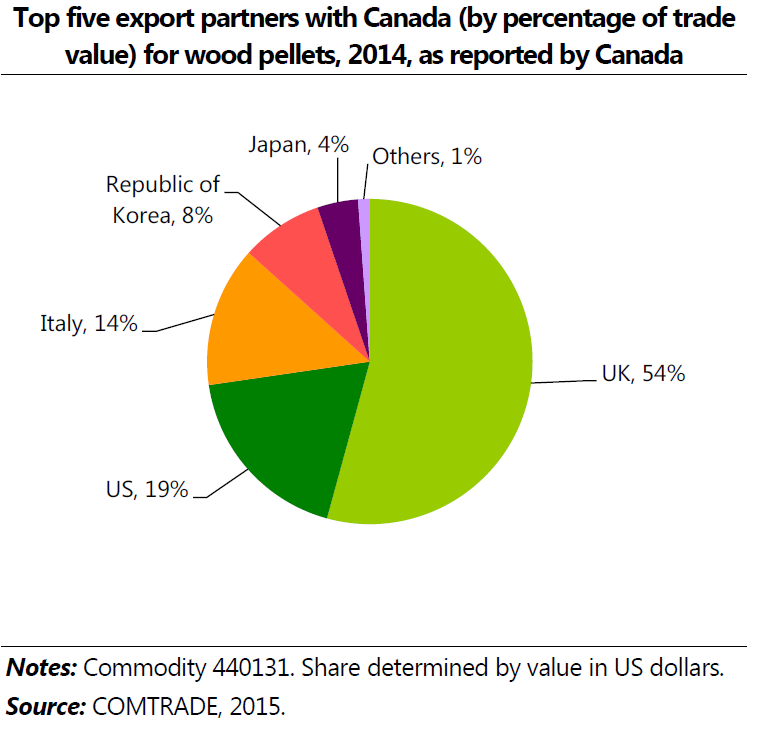 Top five export partners with Canada (by percentage of trade
value) for wood pellets, 2014, as reported by Canada
Japan, 4%
Others, 1%
Republic of
Korea, 8%
Italy, 14%
UK, 54%
US, 19%
Notes: Commodity 440131. Share determined by value in US dollars.
Source: COMTRADE, 2015.